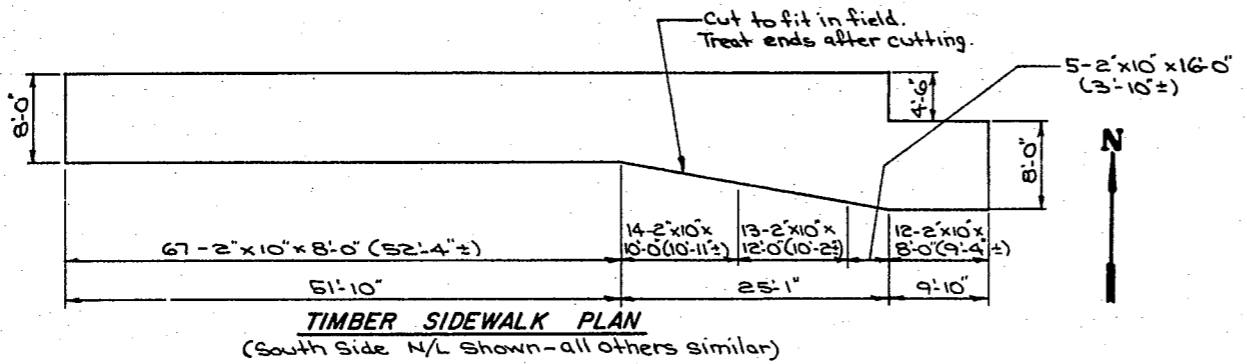 Cut to fit in field.
Treat ends after cutting.
5-2"x10"x16'-0"
(3'-10"±)
8'-0"
4'-6"
8'-0"
N
67-2"x10"x8'-0" (52'-4"±)
14-2"x10"x
10'-0"(10'-11"±)
13-2"x10"x
12'-0"(10'-2"±)
12-2"x10"x
8'-0"(9'-4"±)
51'-10"
25'-1"
9'-10"
TIMBER SIDEWALK PLAN
(South Side N/L Shown-all others similar)